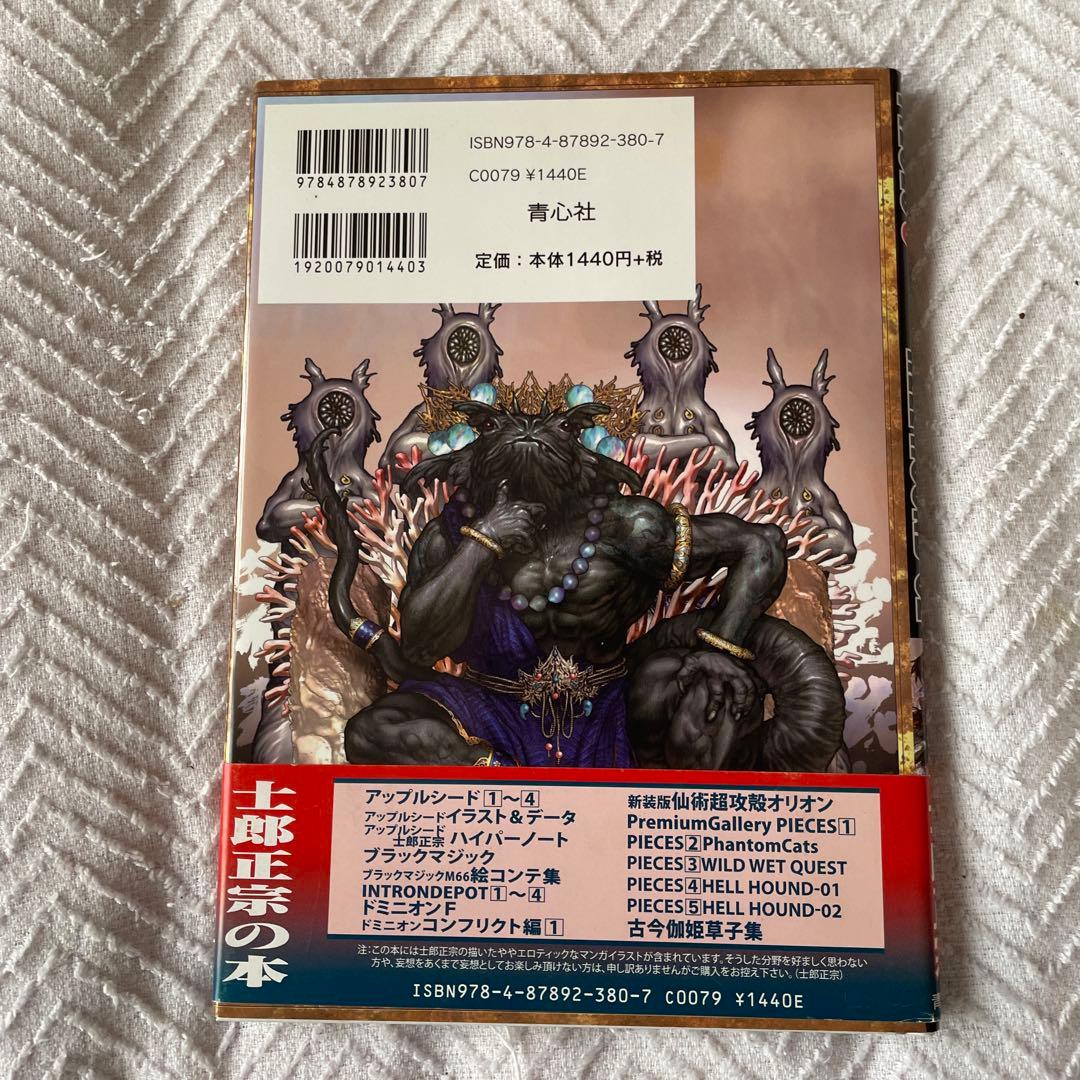 ISBN978-4-87892-380-7
9784878923807
C0079 ¥1440E
青心社
1920079014403
定価：本体1440円+税
士郎正宗の本
アップルシード1〜4
アップルシードイラスト&データ
アップルシード
士郎正宗 ハイパーノート
ブラックマジック
ブラックマジックM66絵コンテ集
INTRONDEPOT1〜4
ドミニオンF
ドミニオンコンフリクト編1
新装版仙術超攻殻オリオン
PremiumGallery PIECES1
PIECES2PhantomCats
PIECES3WILD WET QUEST
PIECES4HELL HOUND-01
PIECES5HELL HOUND-02
古今伽姫草子集
注：この本には士郎正宗の描いたややエロティックなマンガイラストが含まれています。そうした分野を好ましく思わない
方や、妄想をあくまで妄想としてお楽しみ頂けない方は、申し訳ありませんがご購入をお控え下さい。（士郎正宗）
ISBN978-4-87892-380-7 C0079 ¥1440E